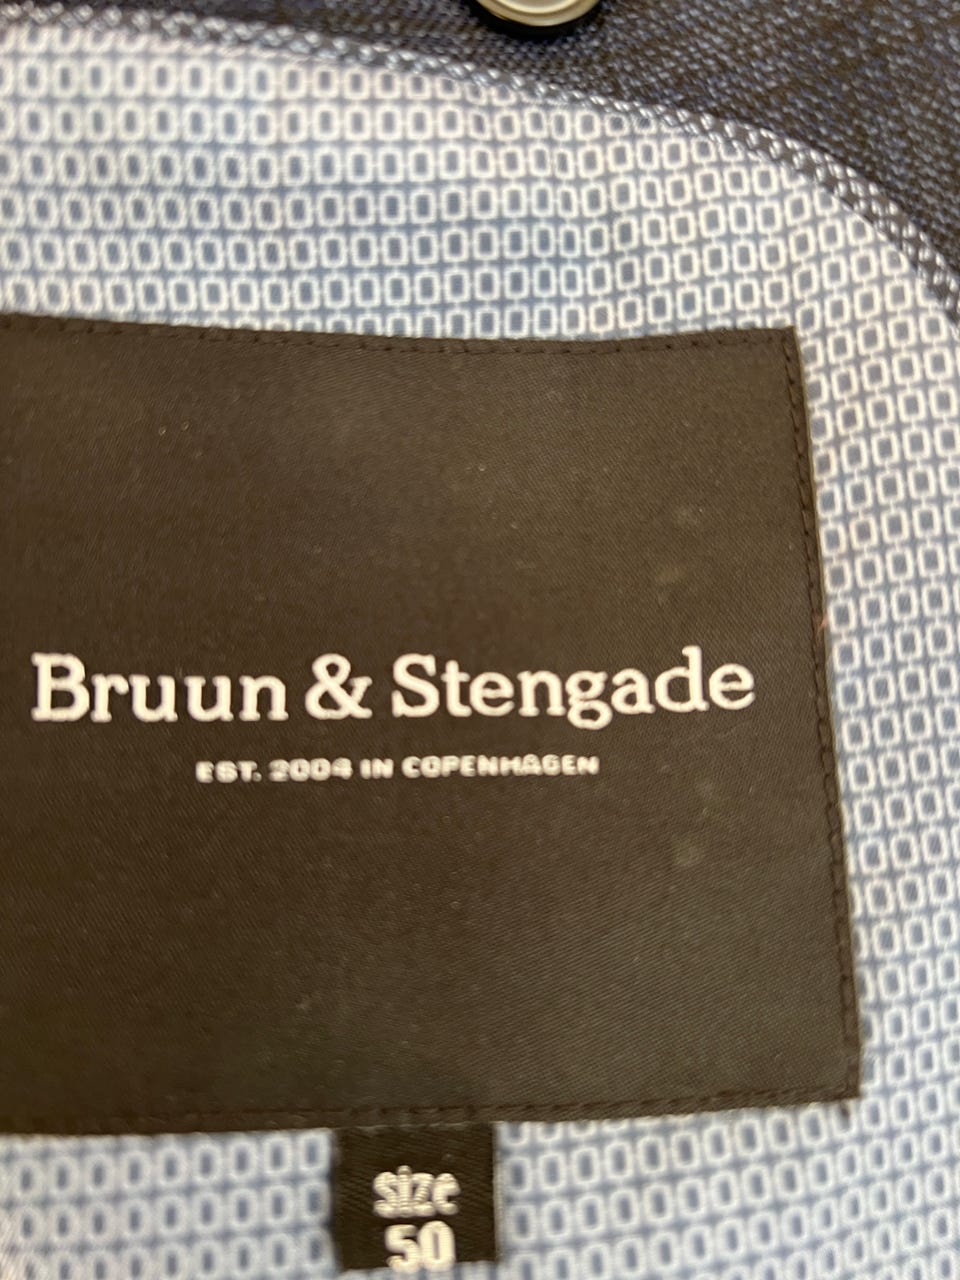 Bruun & Stengade
EST. 2004 IN COPENHAGEN
size
50